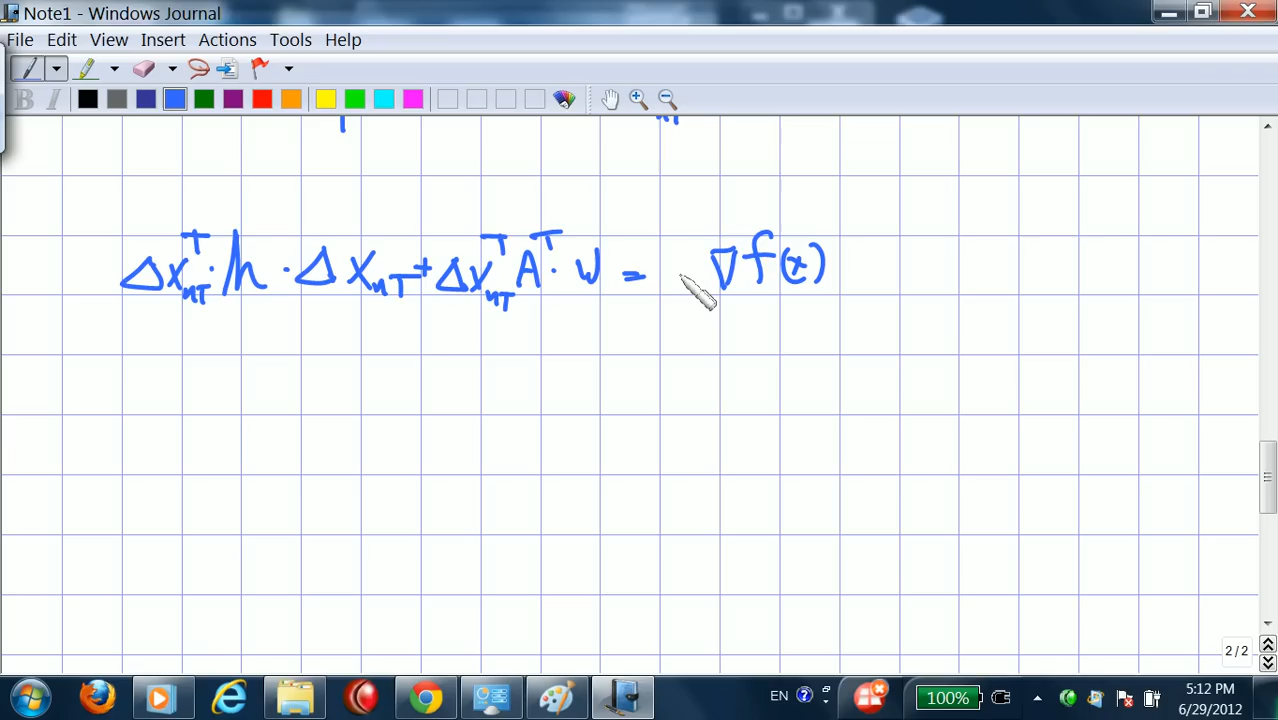 Note1 - Windows Journal
File Edit View Insert Actions Tools Help
B I
nT
Δx_nT^T · h · Δx_nT + Δx_nT^T A^T · w = ∇f(x)
2 / 2
EN 100% 5:12 PM
6/29/2012